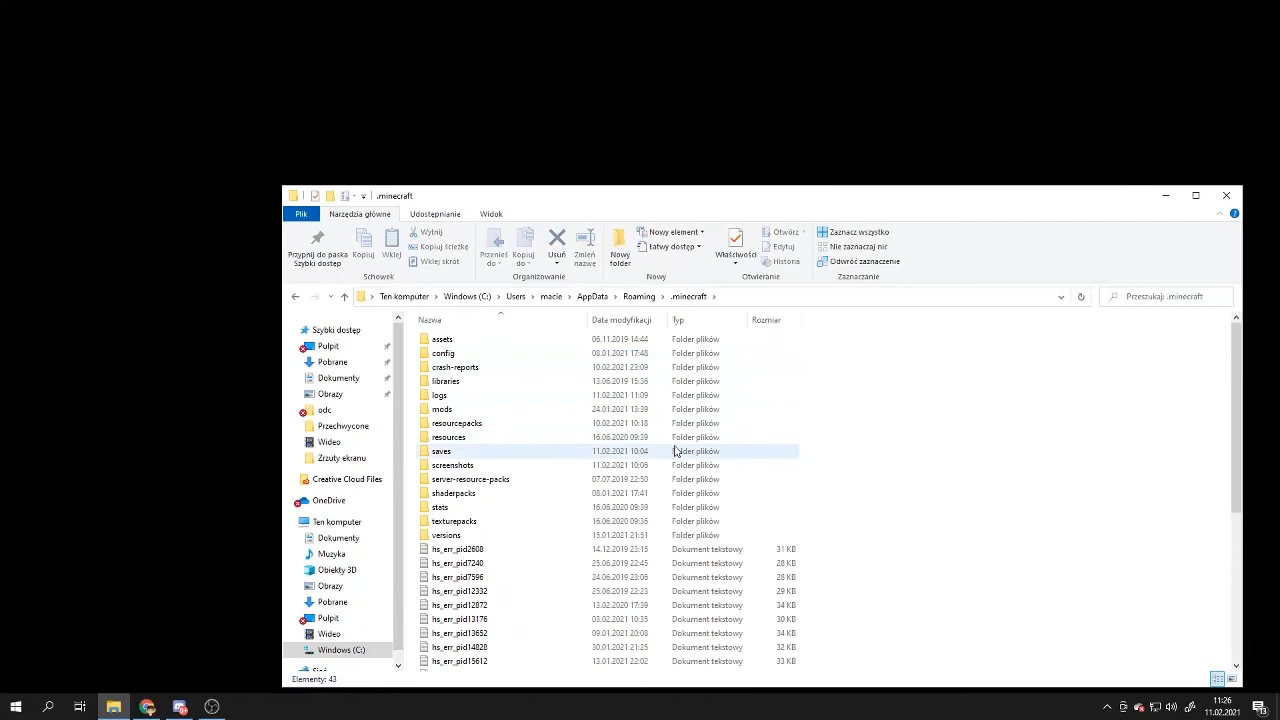 .minecraft
Plik Narzędzia główne Udostępnianie Widok
Przypnij do paska Szybki dostęp
Kopiuj
Wklej
Wytnij
Kopiuj ścieżkę
Wklej skrót
Schowek
Przenieś do
Kopiuj do
Usuń
Zmień nazwę
Organizowanie
Nowy folder
Nowy element
Łatwy dostęp
Nowy
Właściwości
Otwórz
Edytuj
Historia
Otwieranie
Zaznacz wszystko
Nie zaznaczaj nic
Odwróć zaznaczenie
Zaznaczanie
Ten komputer Windows (C:) Users macie AppData Roaming .minecraft
Przeszukaj: .minecraft
Szybki dostęp
Pulpit
Pobrane
Dokumenty
Obrazy
odc
Przechwycone
Wideo
Zrzuty ekranu
Creative Cloud Files
OneDrive
Ten komputer
Dokumenty
Muzyka
Obiekty 3D
Obrazy
Pobrane
Pulpit
Wideo
Windows (C:)
Nazwa Data modyfikacji Typ Rozmiar
assets 06.11.2019 14:44 Folder plików
config 08.01.2021 17:48 Folder plików
crash-reports 10.02.2021 23:09 Folder plików
libraries 13.06.2019 15:36 Folder plików
logs 11.02.2021 11:09 Folder plików
mods 24.01.2021 13:39 Folder plików
resourcepacks 10.02.2021 10:18 Folder plików
resources 16.06.2020 09:39 Folder plików
saves 11.02.2021 10:04 Folder plików
screenshots 11.02.2021 10:06 Folder plików
server-resource-packs 07.07.2019 22:50 Folder plików
shaderpacks 08.01.2021 17:41 Folder plików
stats 16.06.2020 09:39 Folder plików
texturepacks 16.06.2020 09:36 Folder plików
versions 15.01.2021 21:51 Folder plików
hs_err_pid2608 14.12.2019 23:15 Dokument tekstowy 31 KB
hs_err_pid7240 25.06.2019 22:45 Dokument tekstowy 28 KB
hs_err_pid7596 24.06.2019 23:06 Dokument tekstowy 28 KB
hs_err_pid12332 25.06.2019 22:23 Dokument tekstowy 29 KB
hs_err_pid12872 13.02.2020 17:39 Dokument tekstowy 34 KB
hs_err_pid13176 03.02.2021 10:35 Dokument tekstowy 30 KB
hs_err_pid13652 09.01.2021 20:08 Dokument tekstowy 34 KB
hs_err_pid14828 30.01.2021 21:25 Dokument tekstowy 32 KB
hs_err_pid15612 13.01.2021 22:02 Dokument tekstowy 33 KB
Elementy: 43
11:26
11.02.2021